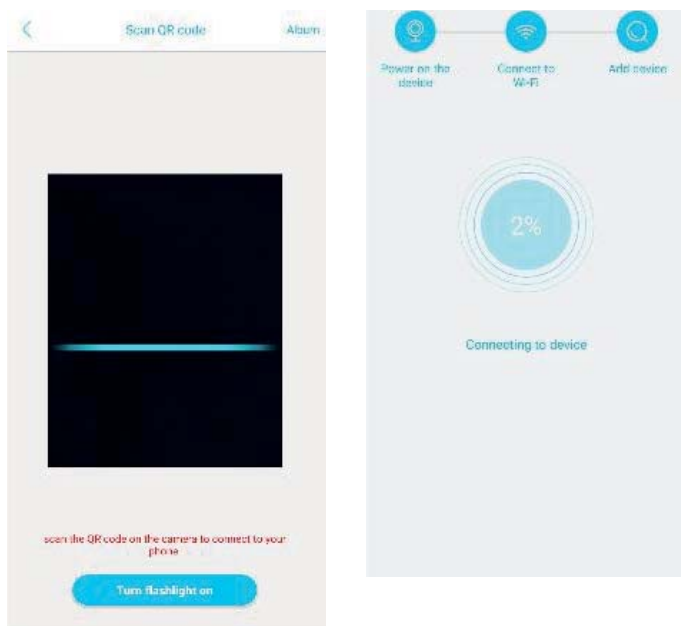 Scan QR code
Album
scan the QR code on the camera to connect to your
phone
Turn flashlight on
Power on the
device
Connect to
Wi-Fi
Add device
2%
Connecting to device